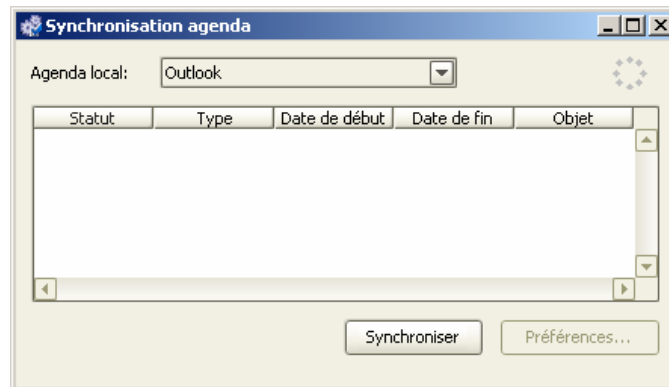 Synchronisation agenda
Agenda local: Outlook
Statut Type Date de début Date de fin Objet
Synchroniser Préférences...